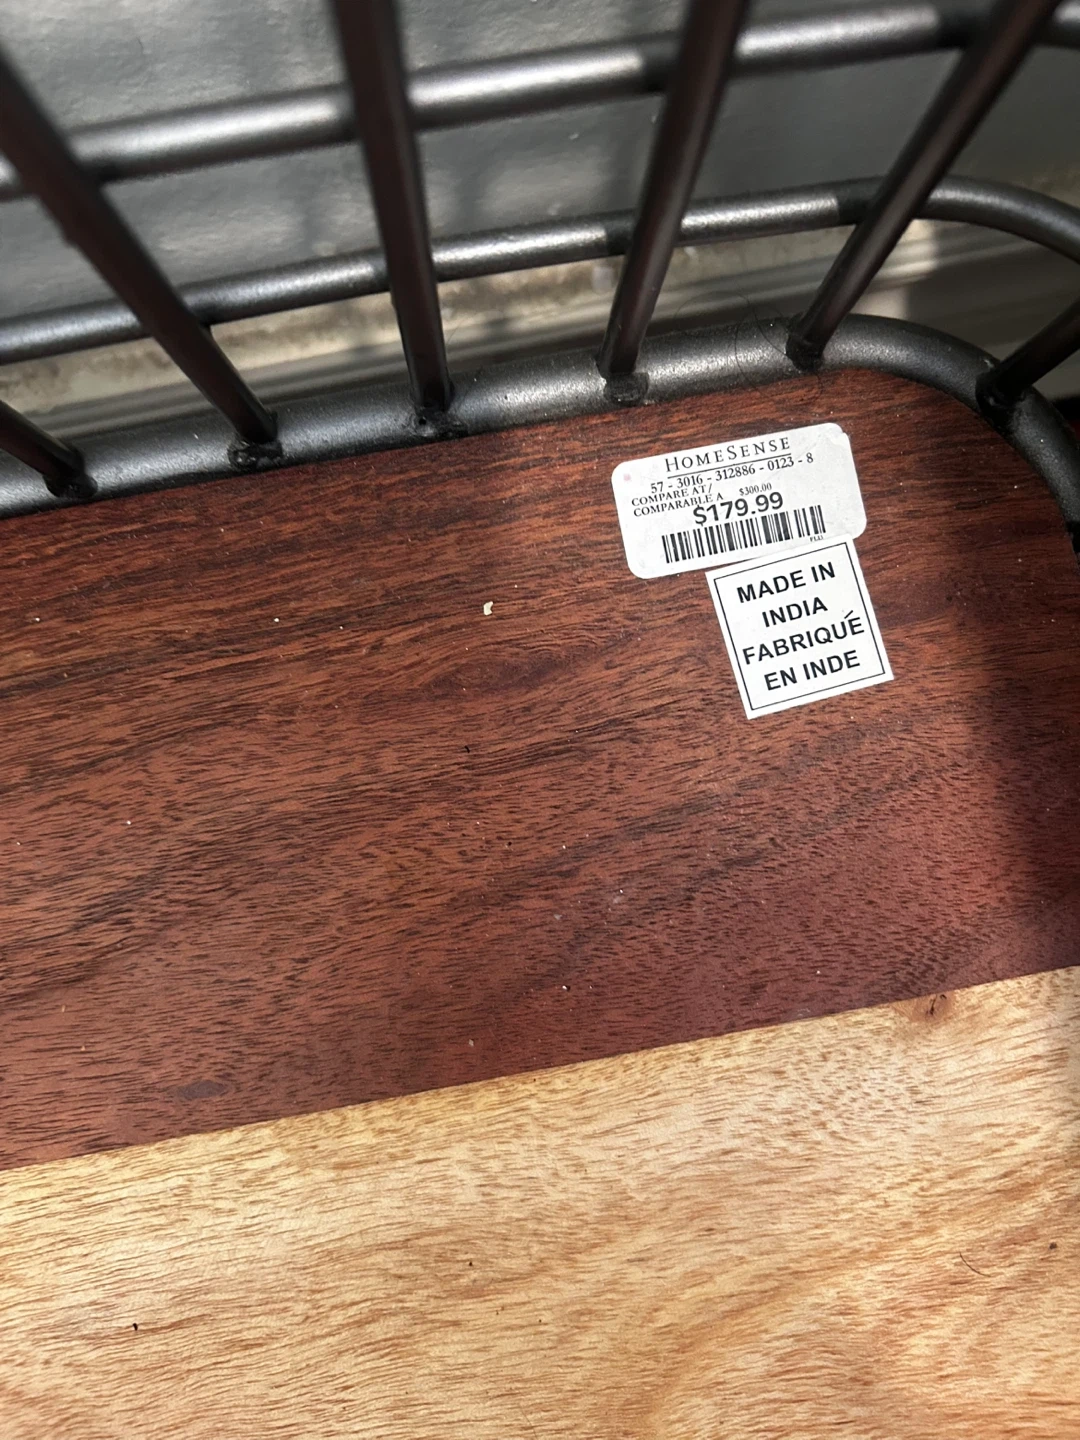 HOMESENSE
57 - 3016 - 312886 - 0123 - 8
COMPARE AT/
COMPARABLE A $300.00
$179.99
MADE IN
INDIA
FABRIQUÉ
EN INDE